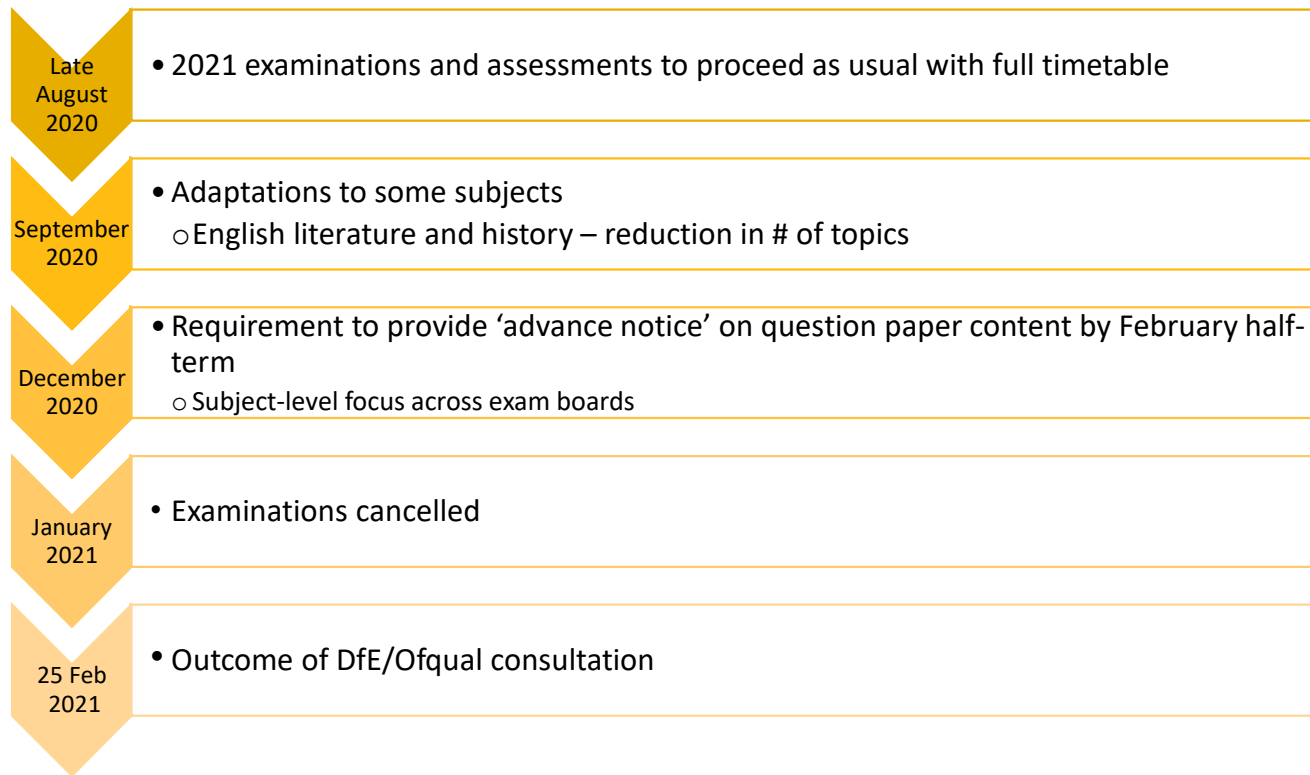 Late
August
2020
• 2021 examinations and assessments to proceed as usual with full timetable
September
2020
• Adaptations to some subjects
o English literature and history – reduction in # of topics
December
2020
• Requirement to provide ‘advance notice’ on question paper content by February half-
term
o Subject-level focus across exam boards
January
2021
• Examinations cancelled
25 Feb
2021
• Outcome of DfE/Ofqual consultation